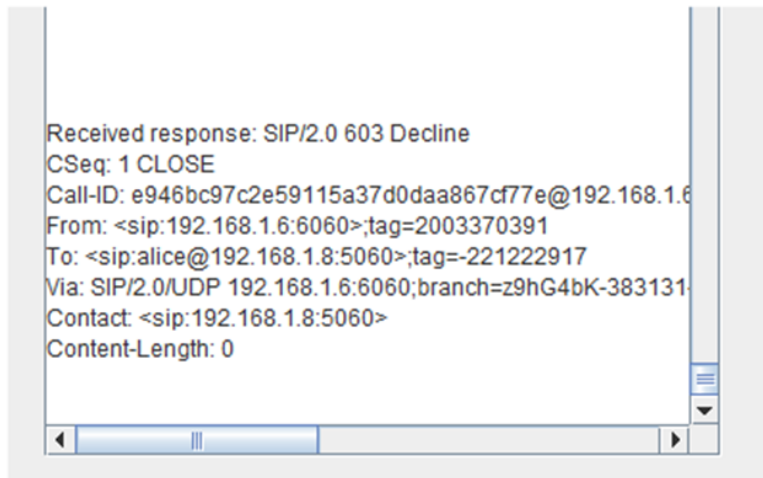 Received response: SIP/2.0 603 Decline
CSeq: 1 CLOSE
Call-ID: e946bc97c2e59115a37d0daa867cf77e@192.168.1.6
From: <sip:192.168.1.6:6060>;tag=2003370391
To: <sip:alice@192.168.1.8:5060>;tag=-221222917
Via: SIP/2.0/UDP 192.168.1.6:6060;branch=z9hG4bK-383131-
Contact: <sip:192.168.1.8:5060>
Content-Length: 0